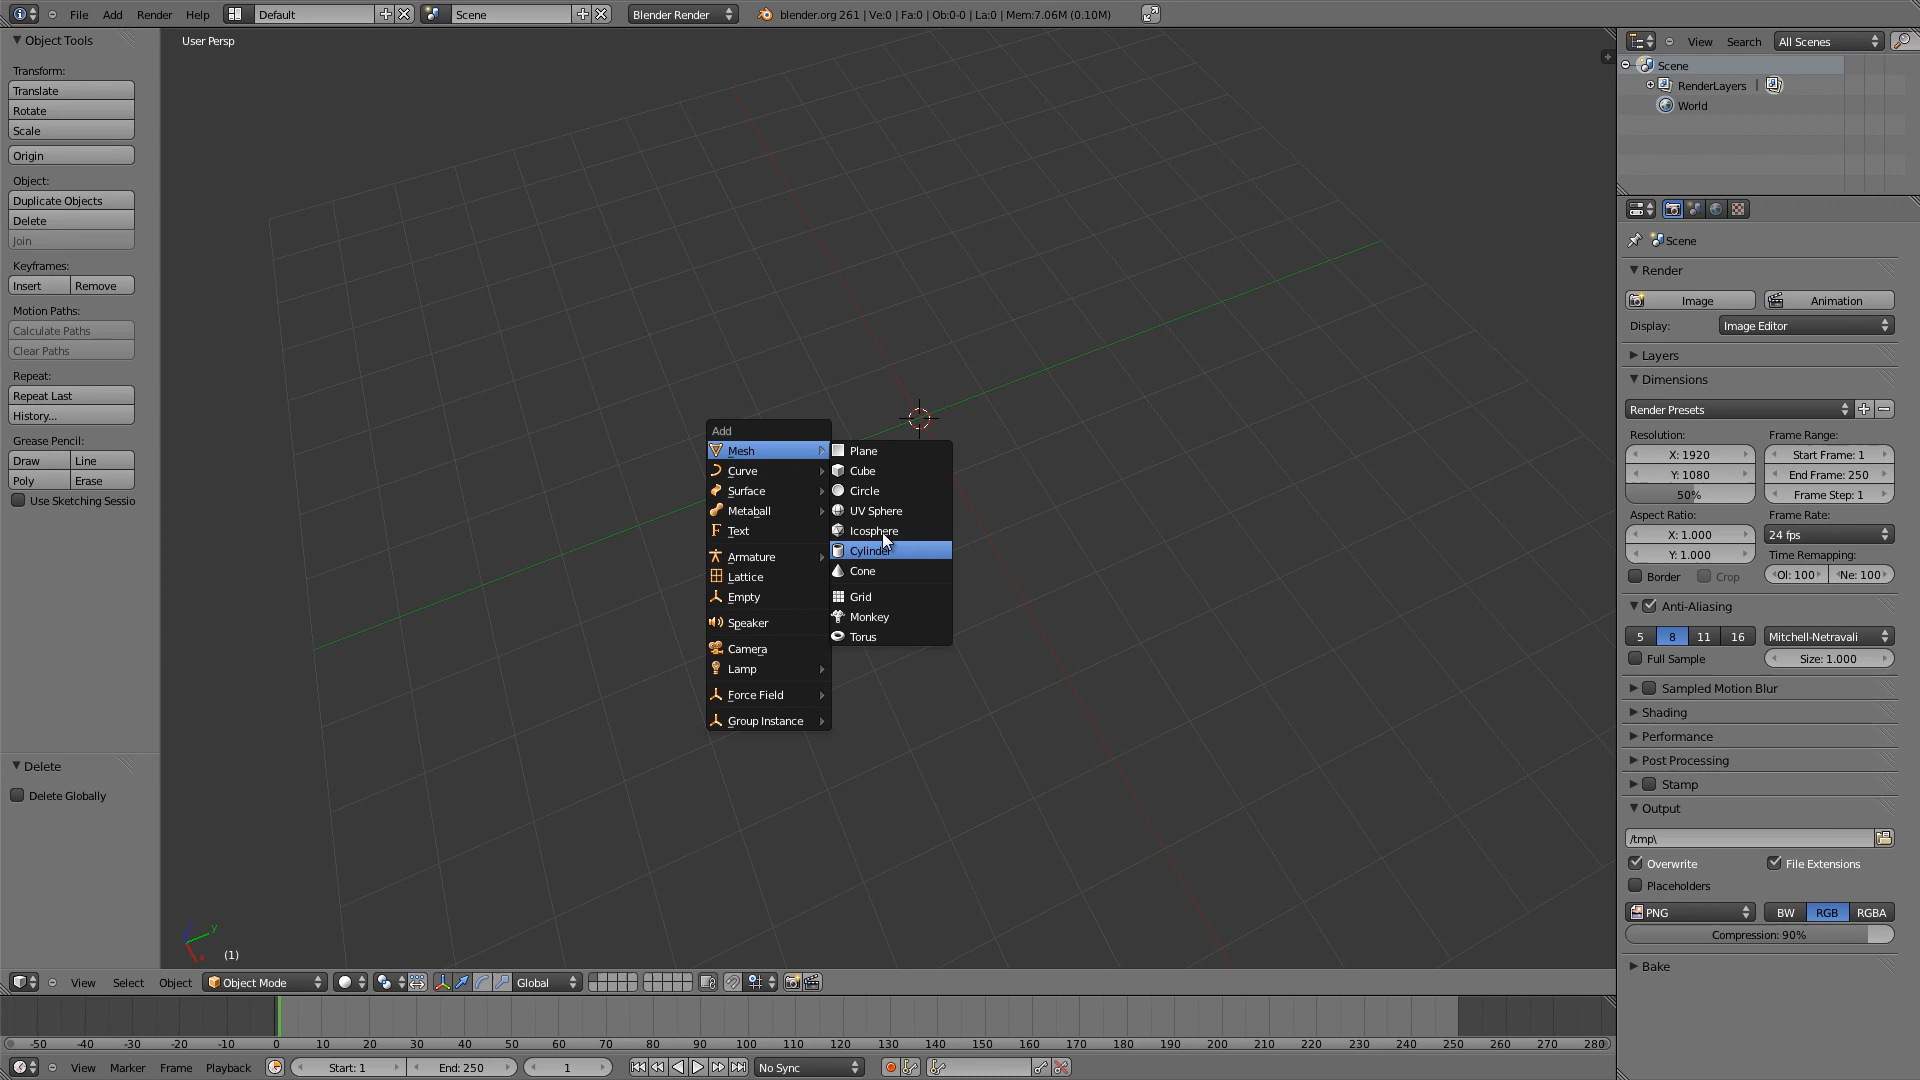 File Add Render Help Default Scene Blender Render blender.org 261 | Ve:0 | Fa:0 | Ob:0-0 | La:0 | Mem:7.06M (0.10M)
Object Tools
Transform:
Translate
Rotate
Scale
Origin
Object:
Duplicate Objects
Delete
Join
Keyframes:
Insert Remove
Motion Paths:
Calculate Paths
Clear Paths
Repeat:
Repeat Last
History...
Grease Pencil:
Draw Line
Poly Erase
Use Sketching Sessio
Delete
Delete Globally
User Persp
Add
Mesh
Curve
Surface
Metaball
Text
Armature
Lattice
Empty
Speaker
Camera
Lamp
Force Field
Group Instance
Plane
Cube
Circle
UV Sphere
Icosphere
Cylinder
Cone
Grid
Monkey
Torus
y
x
(1)
View Select Object Object Mode Global
-50 -40 -30 -20 -10 0 10 20 30 40 50 60 70 80 90 100 110 120 130 140 150 160 170 180 190 200 210 220 230 240 250 260 270 280
View Marker Frame Playback Start: 1 End: 250 1 No Sync
View Search All Scenes
Scene
RenderLayers |
World
Scene
Render
Image Animation
Display: Image Editor
Layers
Dimensions
Render Presets
Resolution: Frame Range:
X: 1920 Start Frame: 1
Y: 1080 End Frame: 250
50% Frame Step: 1
Aspect Ratio: Frame Rate:
X: 1.000 24 fps
Y: 1.000 Time Remapping:
Border Crop Ol: 100 Ne: 100
Anti-Aliasing
5 8 11 16 Mitchell-Netravali
Full Sample Size: 1.000
Sampled Motion Blur
Shading
Performance
Post Processing
Stamp
Output
/tmp\
Overwrite File Extensions
Placeholders
PNG BW RGB RGBA
Compression: 90%
Bake